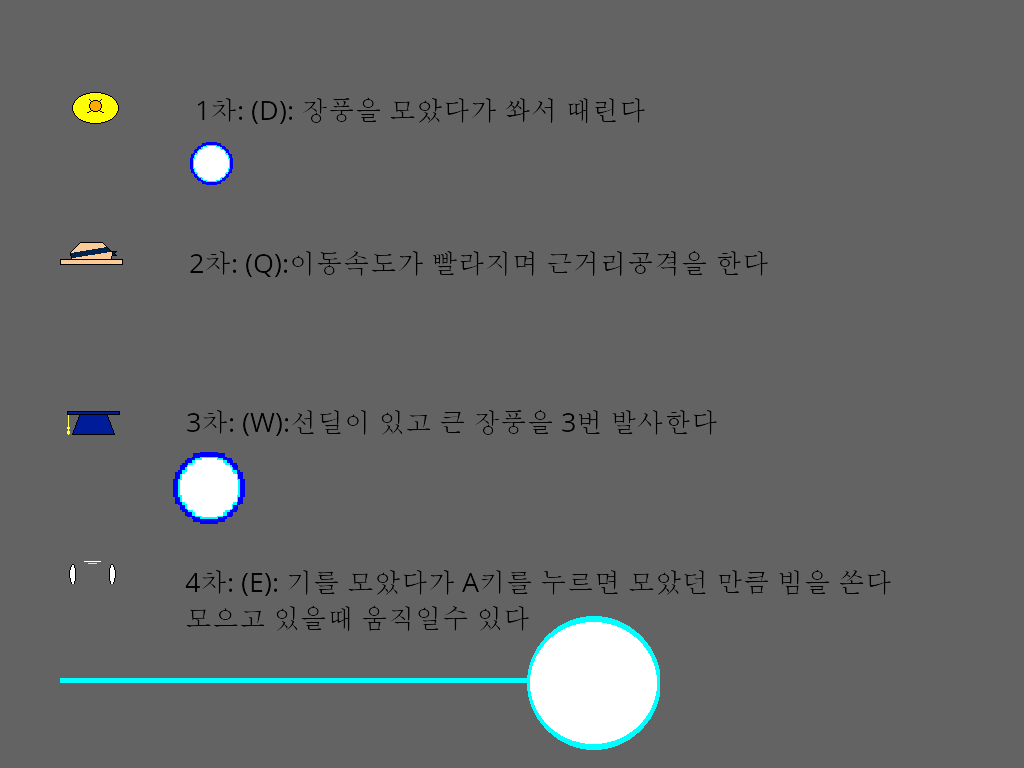 1차: (D): 장풍을 모았다가 쏴서 때린다
2차: (Q):이동속도가 빨라지며 근거리공격을 한다
3차: (W):선딜이 있고 큰 장풍을 3번 발사한다
4차: (E): 기를 모았다가 A키를 누르면 모았던 만큼 빔을 쏜다
모으고 있을때 움직일수 있다